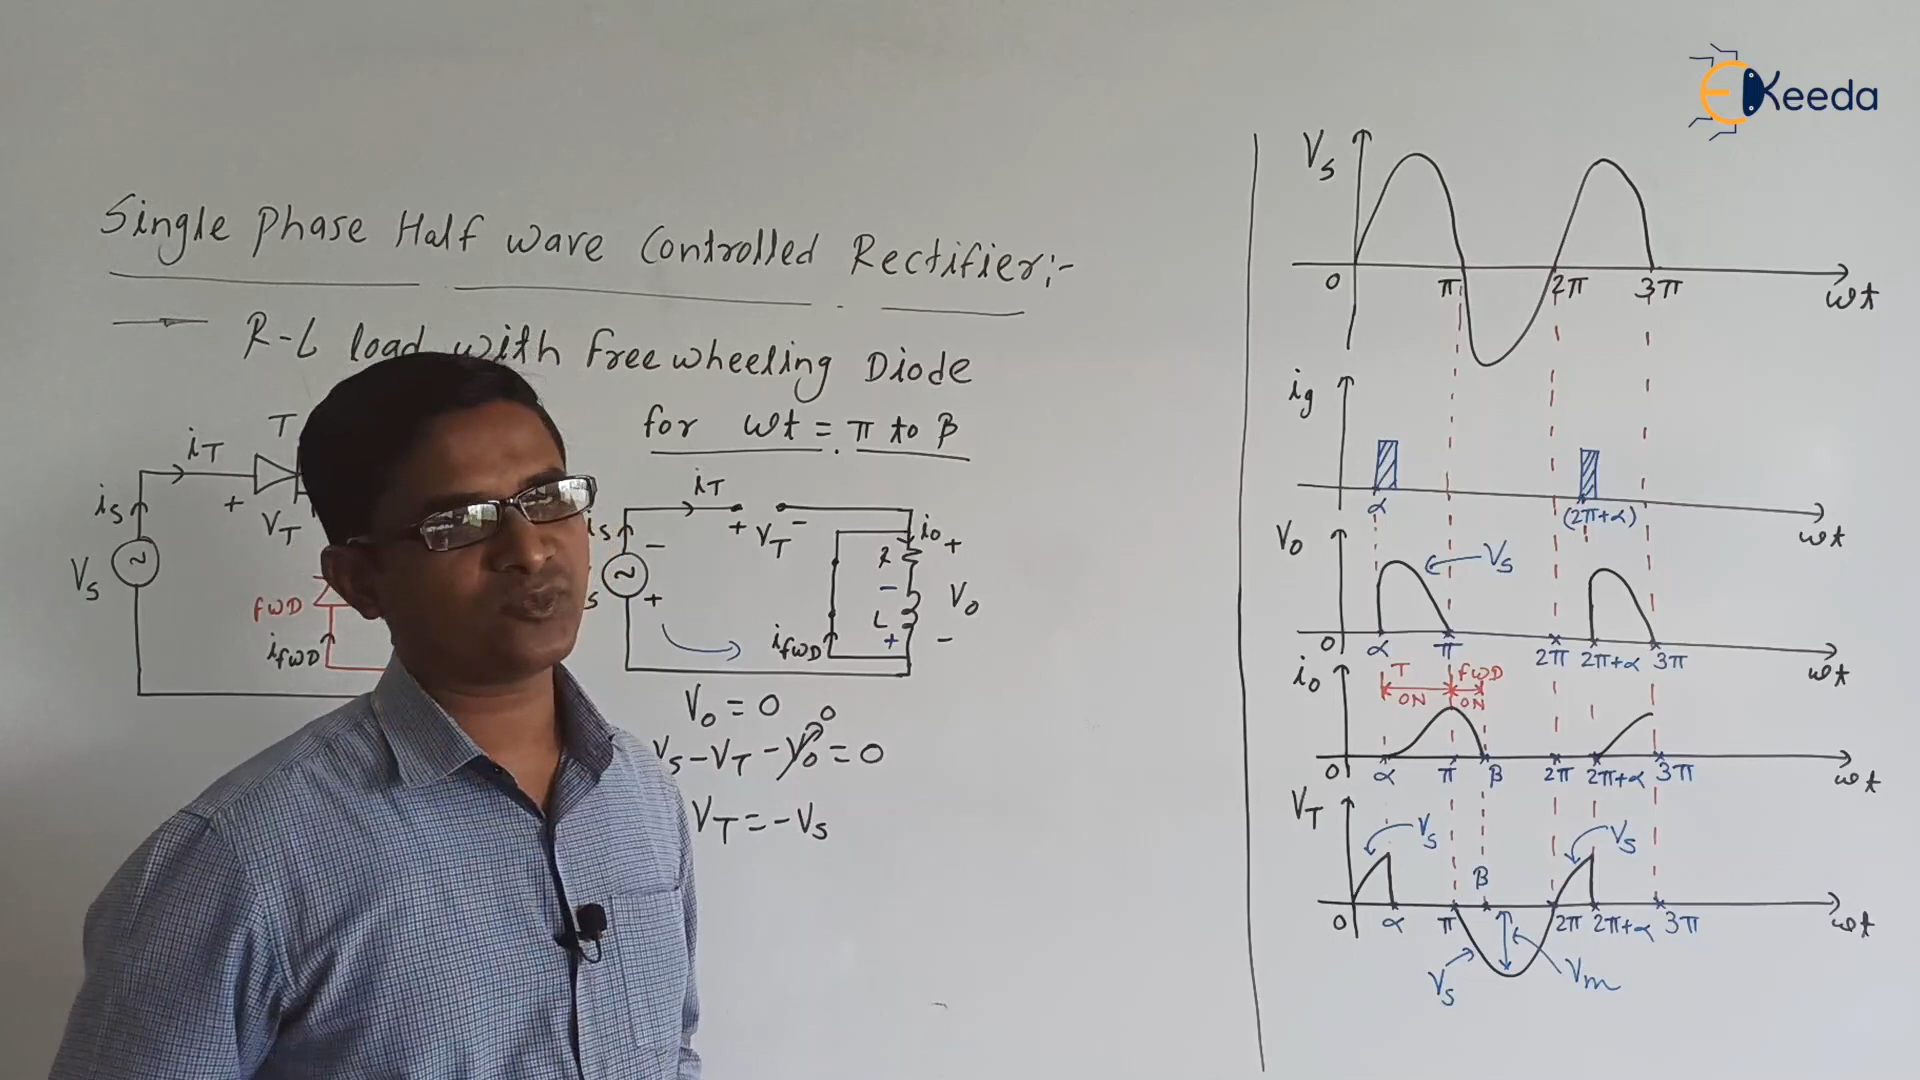 EKeeda
Single Phase Half wave Controlled Rectifier:-
R-L load with freewheeling Diode
for ωt = π to β
T
iT
is
+
VT
Vs
FWD
iFWD
iT
is
-
+ VT -
io
+
R
-
L
+
Vo
-
s
+
iFWD
Vo = 0
Vs - VT - Vo = 0
0
VT = - Vs
Vs
0 π 2π 3π
ωt
ig
α (2π+α)
ωt
Vo
Vs
0 α π 2π 2π+α 3π
ωt
io
T FWD
ON ON
0 α π β 2π 2π+α 3π
ωt
VT
Vs Vs
β
0 α π 2π 2π+α 3π
ωt
Vs
Vm